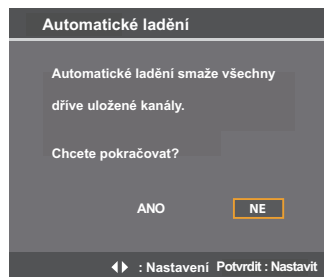 Automatické ladění
Automatické ladění smaže všechny
dříve uložené kanály.
Chcete pokračovat?
ANO NE
: Nastavení Potvrdit : Nastavit